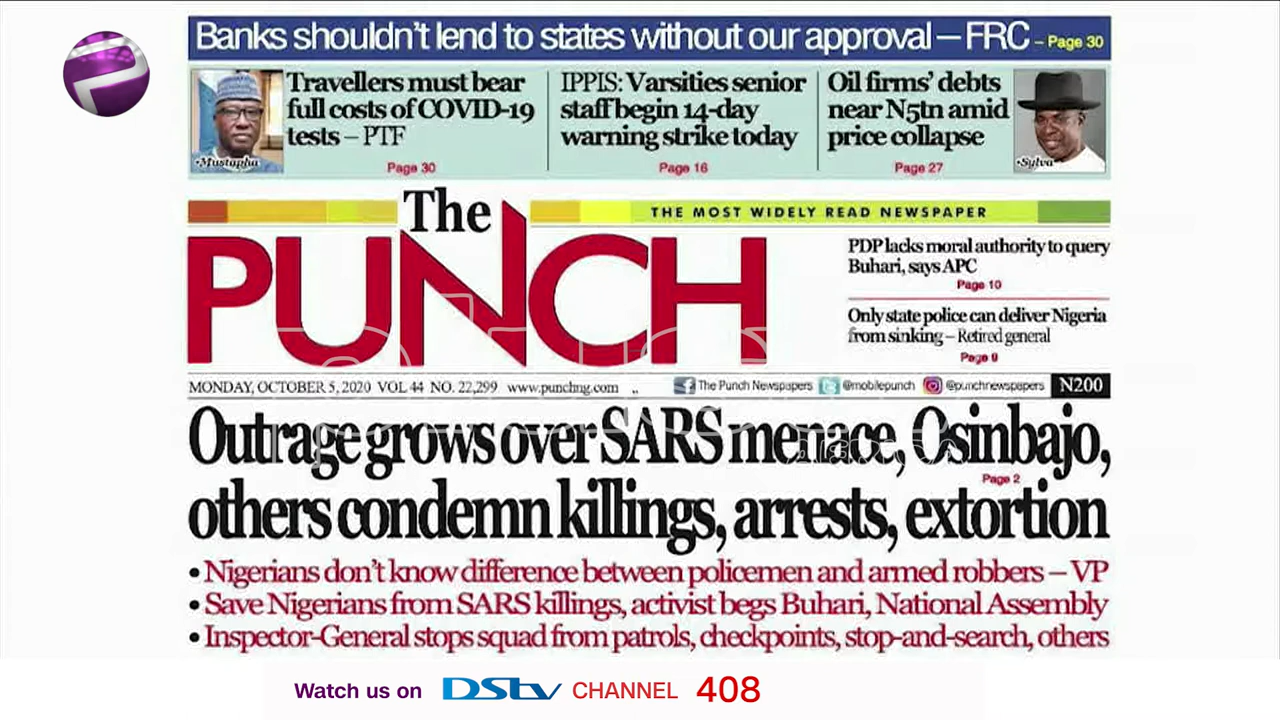 Banks shouldn't lend to states without our approval – FRC – Page 30
Travellers must bear
full costs of COVID-19
tests – PTF
Page 30
•Mustapha
IPPIS: Varsities senior
staff begin 14-day
warning strike today
Page 16
Oil firms' debts
near N5tn amid
price collapse
Page 27
•Sylva
The
PUNCH
THE MOST WIDELY READ NEWSPAPER
PDP lacks moral authority to query
Buhari, says APC
Page 10
Only state police can deliver Nigeria
from sinking – Retired general
Page 9
MONDAY, OCTOBER 5, 2020 VOL 44 NO. 22,299 www.punchng.com The Punch Newspapers @mobilepunch @punchnewspapers N200
Outrage grows over SARS menace, Osinbajo,
Page 2
others condemn killings, arrests, extortion
• Nigerians don't know difference between policemen and armed robbers – VP
• Save Nigerians from SARS killings, activist begs Buhari, National Assembly
• Inspector-General stops squad from patrols, checkpoints, stop-and-search, others
Watch us on DStv CHANNEL 408